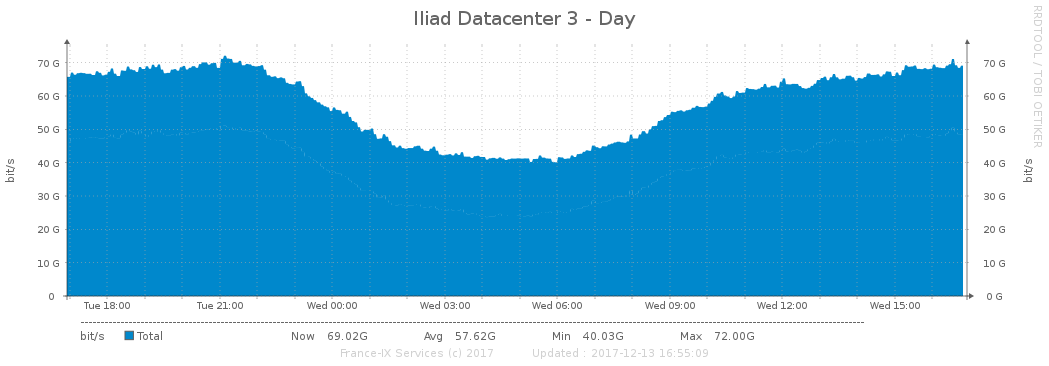 Iliad Datacenter 3 - Day
RRDTOOL / TOBI OETIKER
70 G 70 G
60 G 60 G
50 G 50 G
40 G 40 G
30 G 30 G
20 G 20 G
10 G 10 G
0 0 G
bit/s bit/s
Tue 18:00 Tue 21:00 Wed 00:00 Wed 03:00 Wed 06:00 Wed 09:00 Wed 12:00 Wed 15:00
bit/s Total Now 69.02G Avg 57.62G Min 40.03G Max 72.00G
France-IX Services (c) 2017 Updated : 2017-12-13 16:55:09